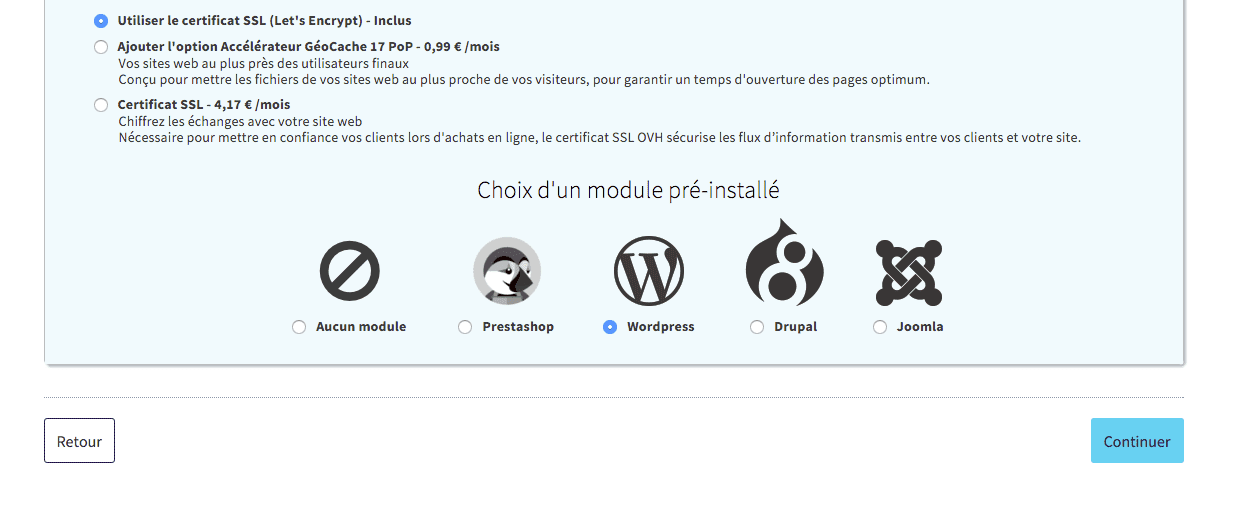 Utiliser le certificat SSL (Let's Encrypt) - Inclus
Ajouter l'option Accélérateur GéoCache 17 PoP - 0,99 € /mois
Vos sites web au plus près des utilisateurs finaux
Conçu pour mettre les fichiers de vos sites web au plus proche de vos visiteurs, pour garantir un temps d'ouverture des pages optimum.
Certificat SSL - 4,17 € /mois
Chiffrez les échanges avec votre site web
Nécessaire pour mettre en confiance vos clients lors d'achats en ligne, le certificat SSL OVH sécurise les flux d’information transmis entre vos clients et votre site.
Choix d'un module pré-installé
Aucun module
Prestashop
Wordpress
Drupal
Joomla
Retour
Continuer